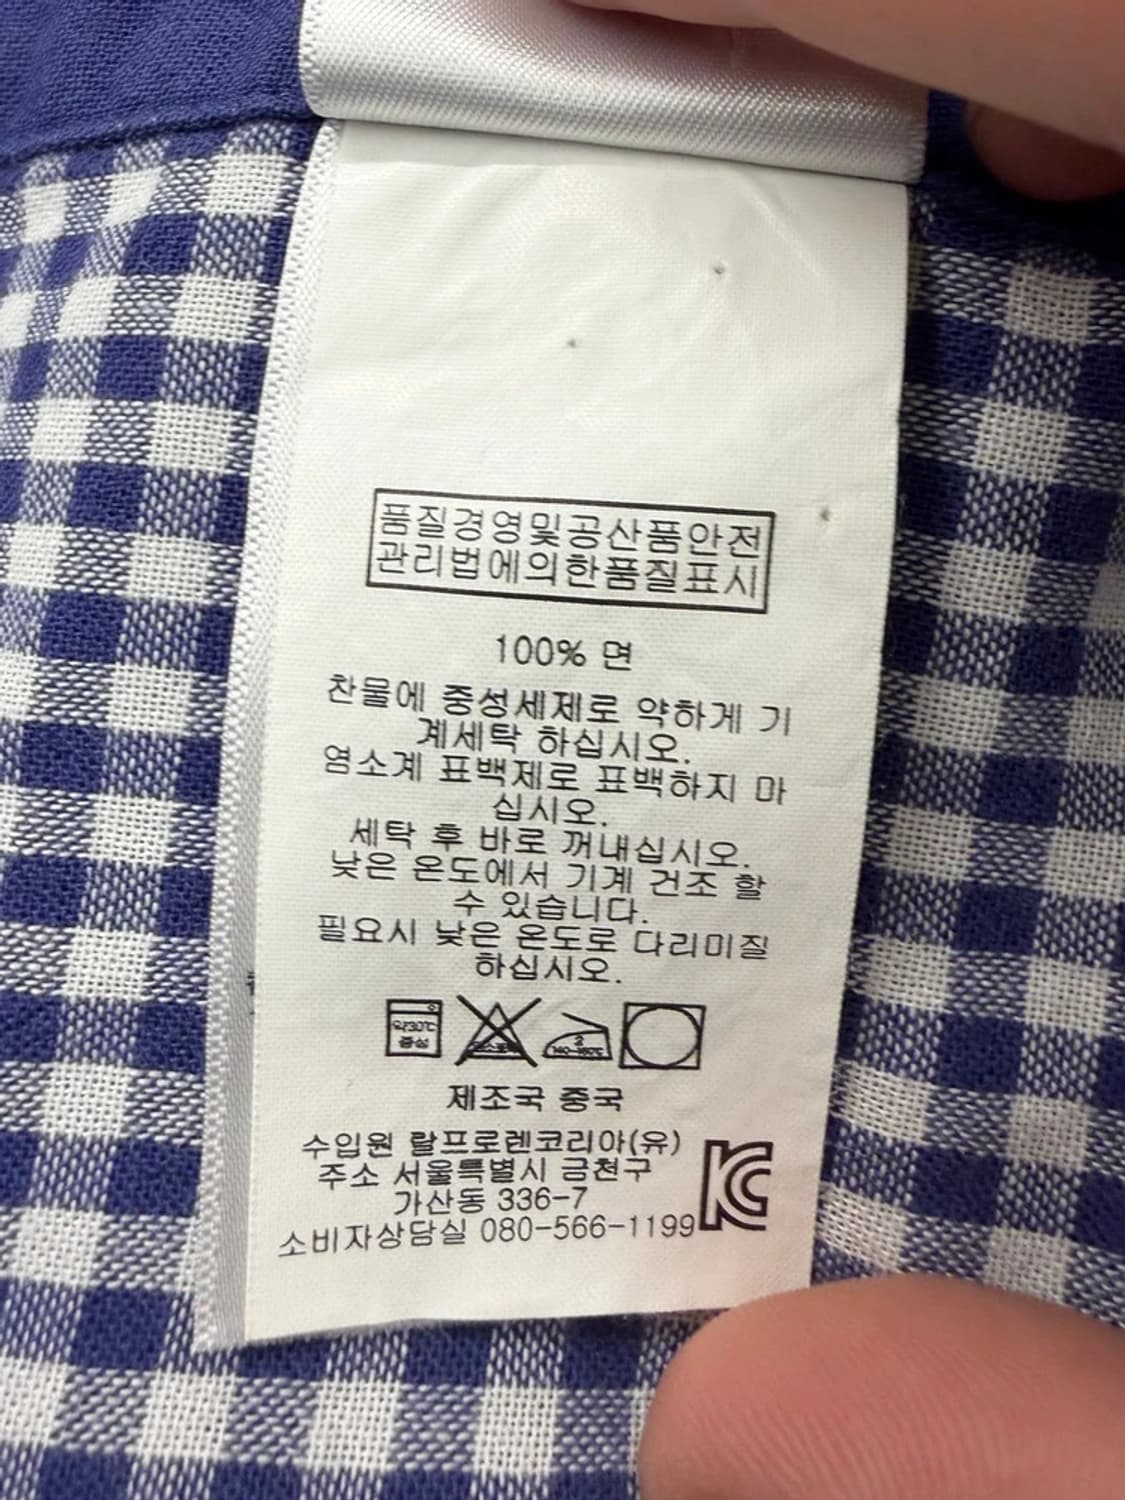 품질경영및공산품안전
관리법에의한품질표시
100% 면
찬물에 중성세제로 약하게 기
계세탁 하십시오.
염소계 표백제로 표백하지 마
십시오.
세탁 후 바로 꺼내십시오.
낮은 온도에서 기계 건조 할
수 있습니다.
필요시 낮은 온도로 다리미질
하십시오.
약30℃
중성
2
140~160℃
제조국 중국
수입원 랄프로렌코리아(유)
주소 서울특별시 금천구
가산동 336-7
소비자상담실 080-566-1199
KC